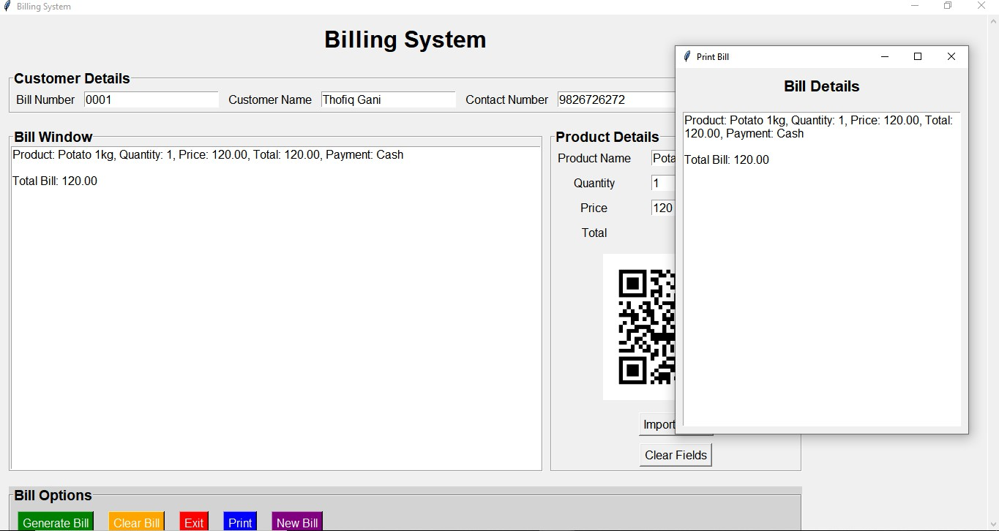 Billing System
Billing System
Customer Details
Bill Number 0001 Customer Name Thofiq Gani Contact Number 9826726272
Bill Window
Product: Potato 1kg, Quantity: 1, Price: 120.00, Total: 120.00, Payment: Cash
Total Bill: 120.00
Product Details
Product Name Pota
Quantity 1
Price 120
Total
Import
Clear Fields
Print Bill
Bill Details
Product: Potato 1kg, Quantity: 1, Price: 120.00, Total:
120.00, Payment: Cash
Total Bill: 120.00
Bill Options
Generate Bill Clear Bill Exit Print New Bill